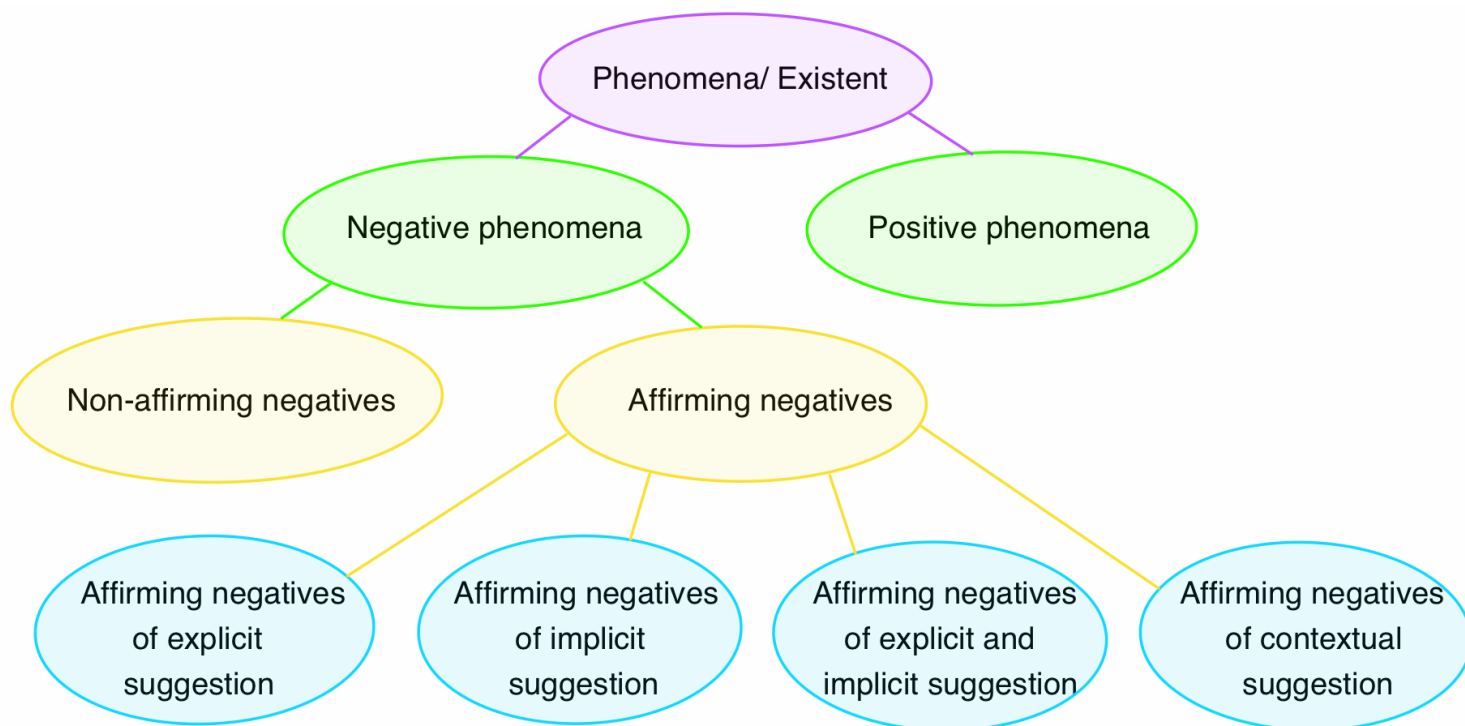 Phenomena/ Existent
Negative phenomena
Positive phenomena
Non-affirming negatives
Affirming negatives
Affirming negatives
of explicit
suggestion
Affirming negatives
of implicit
suggestion
Affirming negatives
of explicit and
implicit suggestion
Affirming negatives
of contextual
suggestion